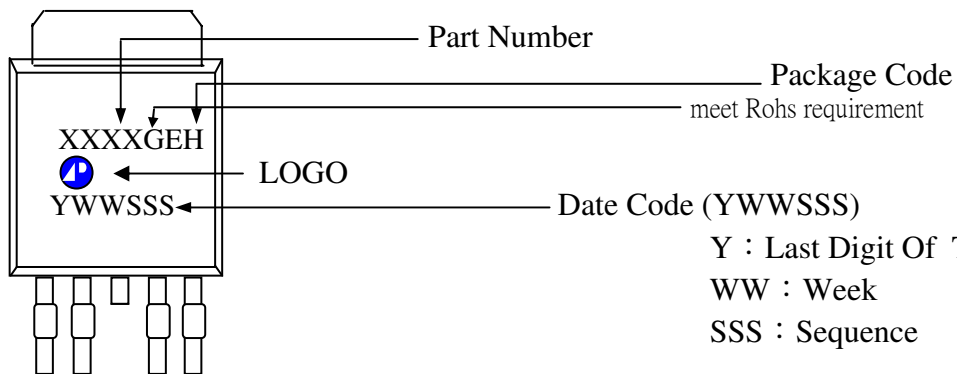 Part Number
Package Code
meet Rohs requirement
XXXXGEH
LOGO
YWWSSS
Date Code (YWWSSS)
Y：Last Digit Of
WW：Week
SSS：Sequence